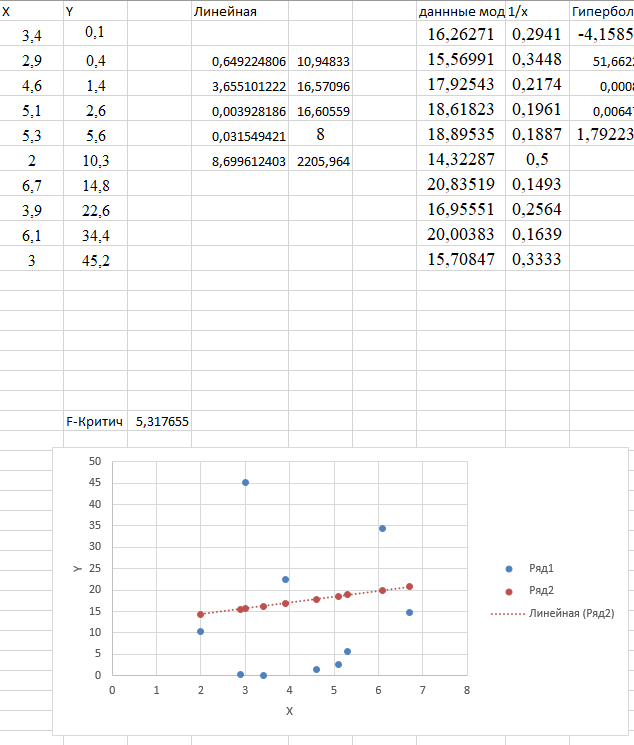 X Y Линейная даннные мод 1/x Гипербол
3,4 0,1 16,26271 0,2941 -4,1585
2,9 0,4 0,649224806 10,94833 15,56991 0,3448 51,662
4,6 1,4 3,655101222 16,57096 17,92543 0,2174 0,000
5,1 2,6 0,003928186 16,60559 18,61823 0,1961 0,0064
5,3 5,6 0,031549421 8 18,89535 0,1887 1,79223
2 10,3 8,699612403 2205,964 14,32287 0,5
6,7 14,8 20,83519 0,1493
3,9 22,6 16,95551 0,2564
6,1 34,4 20,00383 0,1639
3 45,2 15,70847 0,3333
F-Критич 5,317655
50
45
40
35
30
25
20
15
10
5
0
Y
0 1 2 3 4 5 6 7 8
X
Ряд1
Ряд2
Линейная (Ряд2)